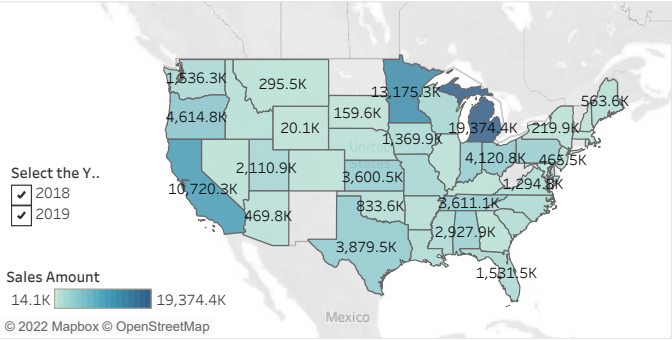 1,536.3K
295.5K
13,175.3K
563.6K
4,614.8K
159.6K
19,374.4K
219.9K
20.1K
1,369.9K
United
States
2,110.9K
4,120.8K
465.5K
Select the Y..
2018
2019
10,720.3K
3,600.5K
1,294.8K
833.6K
3,611.1K
469.8K
2,927.9K
3,879.5K
1,531.5K
Sales Amount
14.1K
19,374.4K
Mexico
© 2022 Mapbox © OpenStreetMap